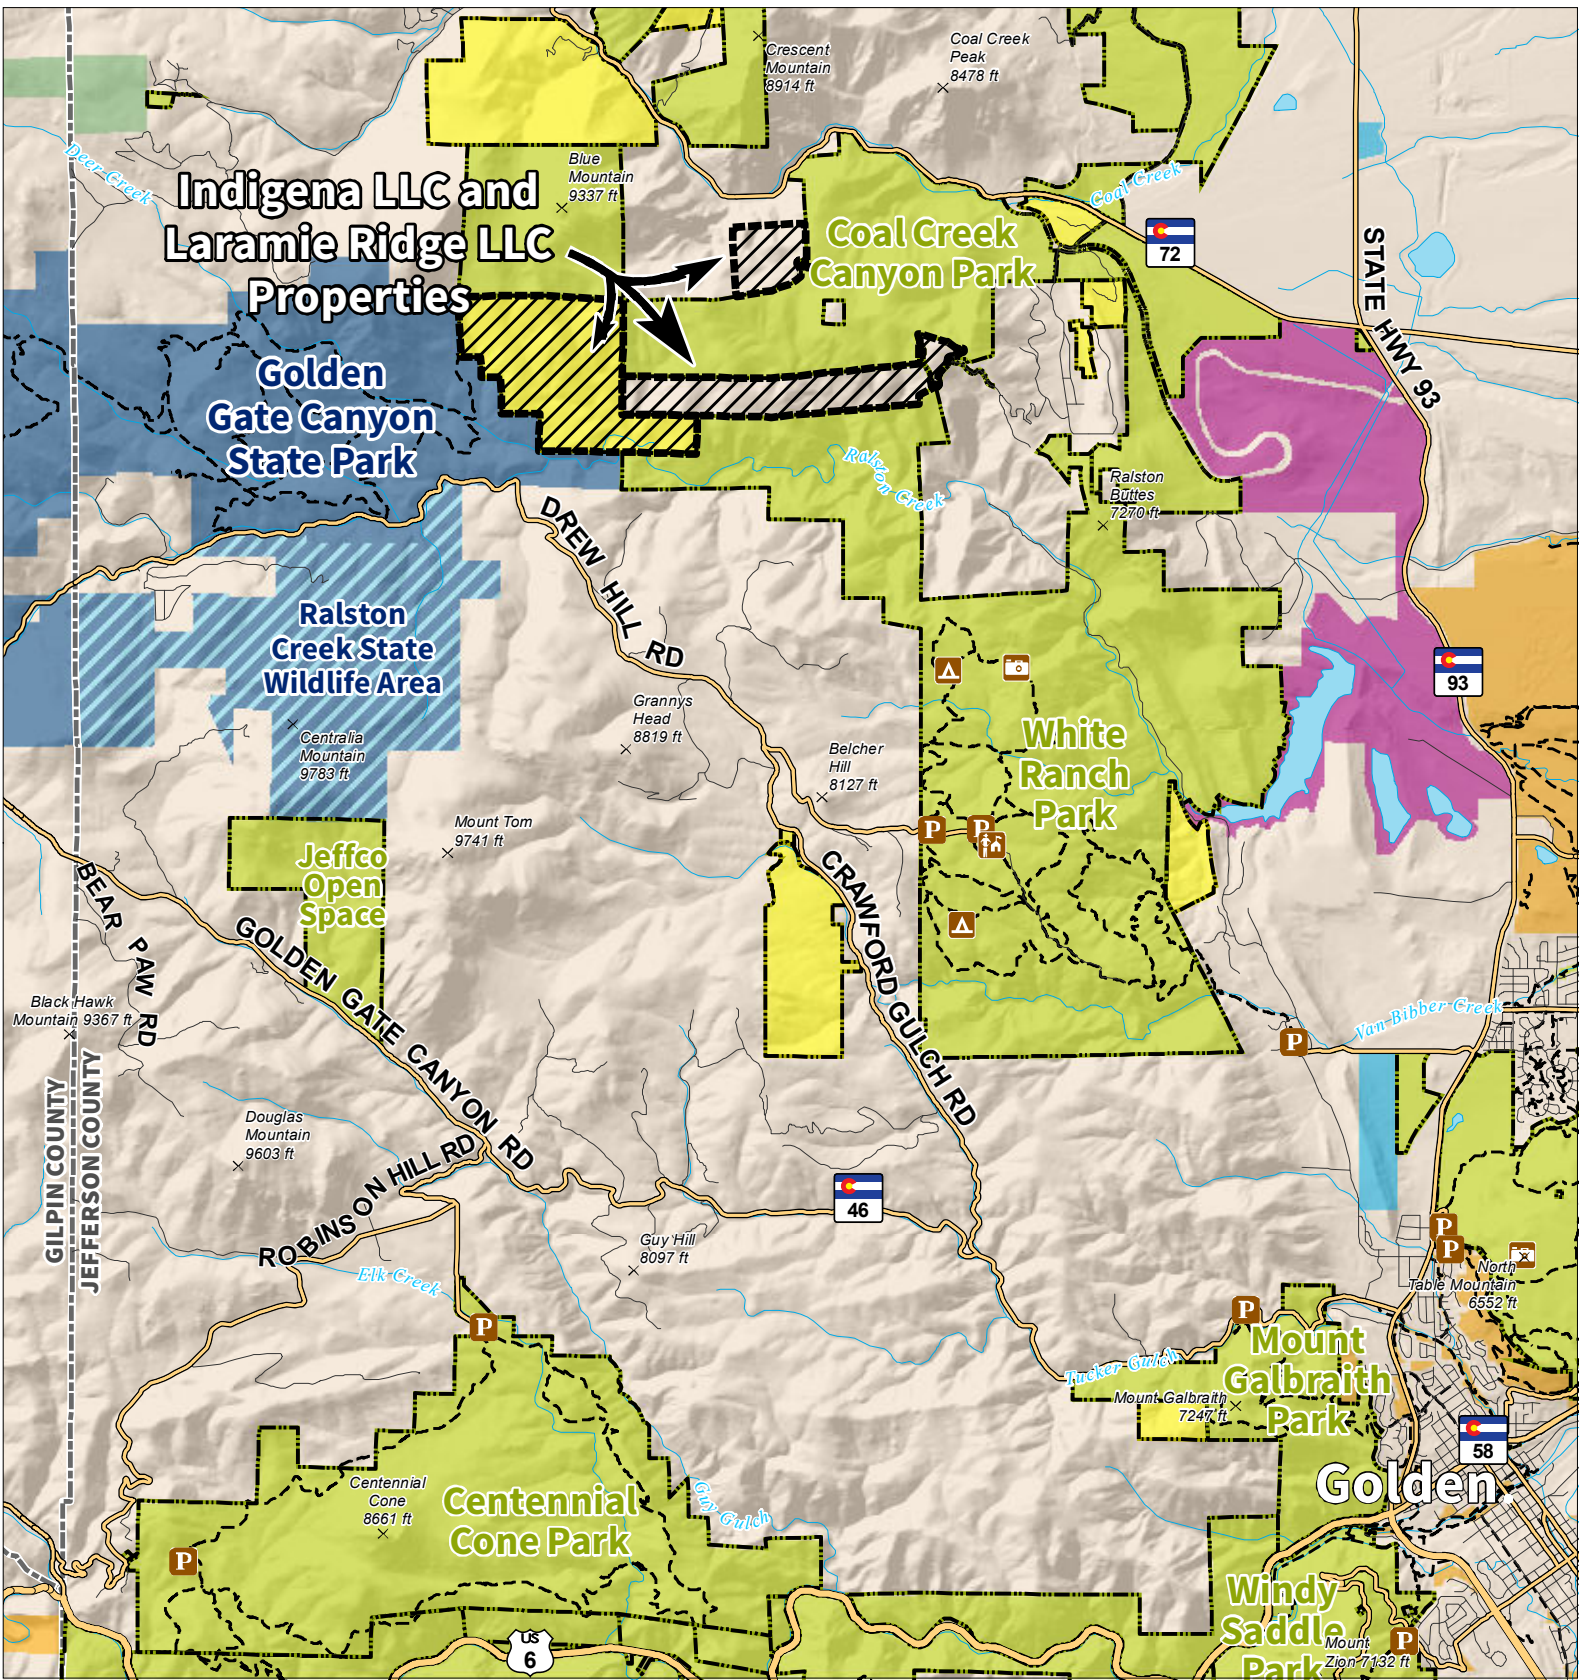 Crescent
Mountain
8914 ft
Coal Creek
Peak
8478 ft
Deer Creek
Blue
Mountain
9337 ft
Indigena LLC and
Laramie Ridge LLC
Properties
Coal Creek
Coal Creek
Canyon Park
72
STATE HWY 93
Golden
Gate Canyon
State Park
Ralston Creek
Ralston
Buttes
7270 ft
DREW HILL RD
Ralston
Creek State
Wildlife Area
93
Grannys
Head
8819 ft
Centralia
Mountain
9783 ft
Belcher
Hill
8127 ft
White
Ranch
Park
Mount Tom
9741 ft
P
P
Jeffco
Open
Space
BEAR PAW RD
CRAWFORD GULCH RD
GOLDEN GATE CANYON RD
Black Hawk
Mountain 9367 ft
Van Bibber Creek
P
GILPIN COUNTY
JEFFERSON COUNTY
Douglas
Mountain
9603 ft
ROBINSON HILL RD
46
Guy Hill
8097 ft
P
P
North
Table Mountain
6552 ft
Elk Creek
P
P
Mount
Galbraith
Park
Tucker Gulch
Mount Galbraith
7247 ft
58
Golden
Centennial
Cone
8661 ft
Centennial
Cone Park
Guy Gulch
P
Windy
Saddle
Park
Mount
Zion 7132 ft
P
US
6